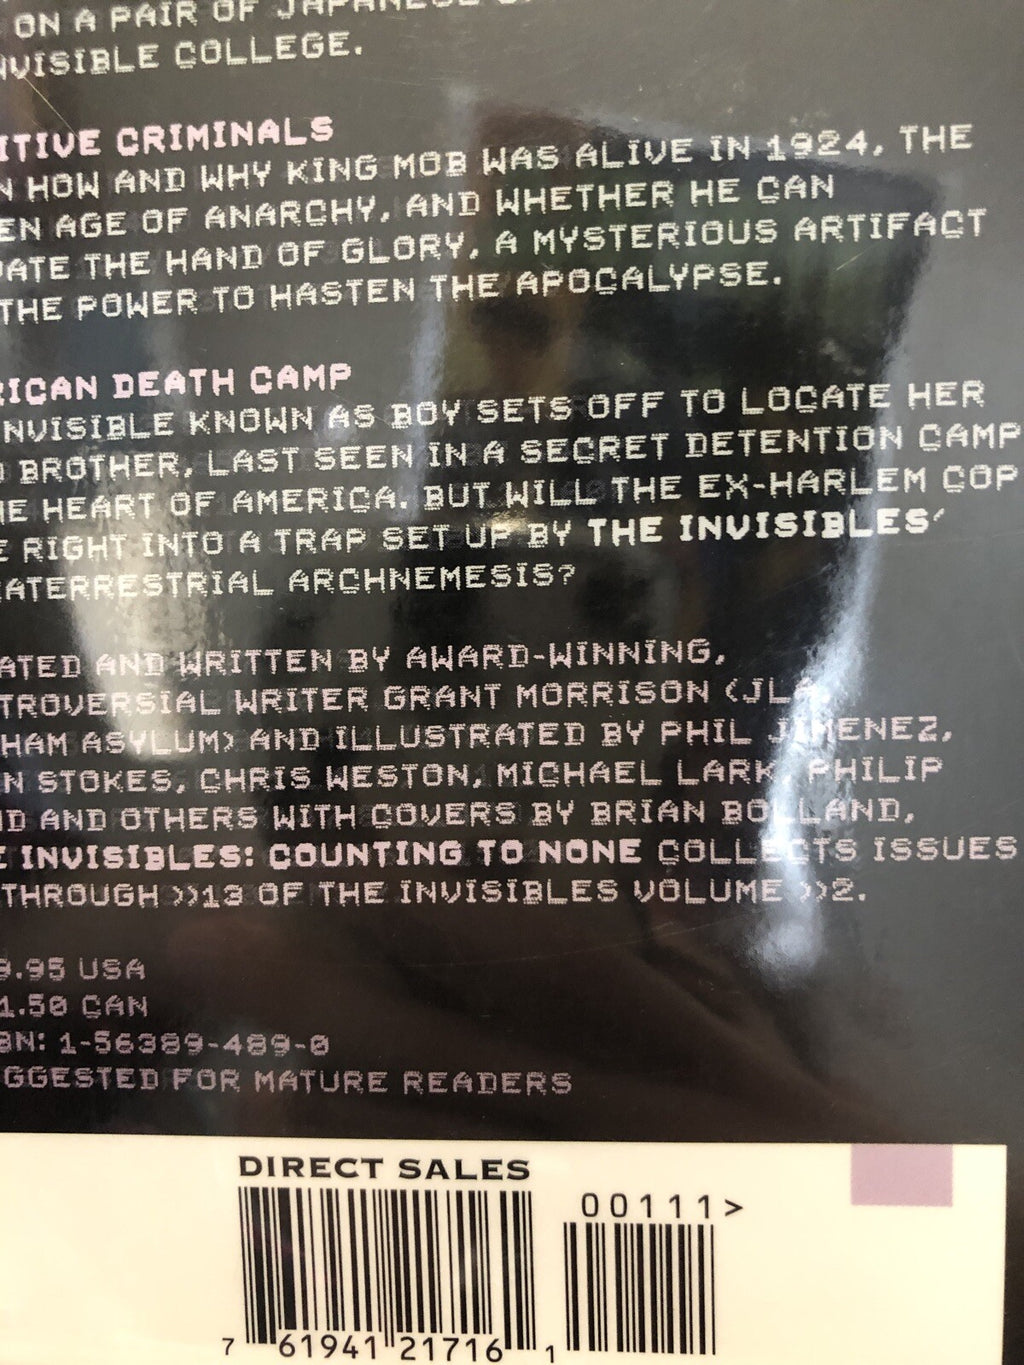 ON A PAIR OF JAPANESE
NVISIBLE COLLEGE.
ITIVE CRIMINALS
N HOW AND WHY KING MOB WAS ALIVE IN 1924, THE
EN AGE OF ANARCHY, AND WHETHER HE CAN
ATE THE HAND OF GLORY, A MYSTERIOUS ARTIFACT
THE POWER TO HASTEN THE APOCALYPSE.
RICAN DEATH CAMP
NVISIBLE KNOWN AS BOY SETS OFF TO LOCATE HER
D BROTHER, LAST SEEN IN A SECRET DETENTION CAMP
HE HEART OF AMERICA. BUT WILL THE EX-HARLEM COP
E RIGHT INTO A TRAP SET UP BY THE INVISIBLES'
ATERRESTRIAL ARCHNEMESIS?
ATED AND WRITTEN BY AWARD-WINNING,
TROVERSIAL WRITER GRANT MORRISON (JLA,
HAM ASYLUM) AND ILLUSTRATED BY PHIL JIMENEZ,
N STOKES, CHRIS WESTON, MICHAEL LARK, PHILIP
ND AND OTHERS WITH COVERS BY BRIAN BOLLAND,
E INVISIBLES: COUNTING TO NONE COLLECTS ISSUES
THROUGH »13 OF THE INVISIBLES VOLUME »2.
9.95 USA
1.50 CAN
BN: 1-56389-489-0
GGESTED FOR MATURE READERS
DIRECT SALES
00111>
7 61941 21716 1